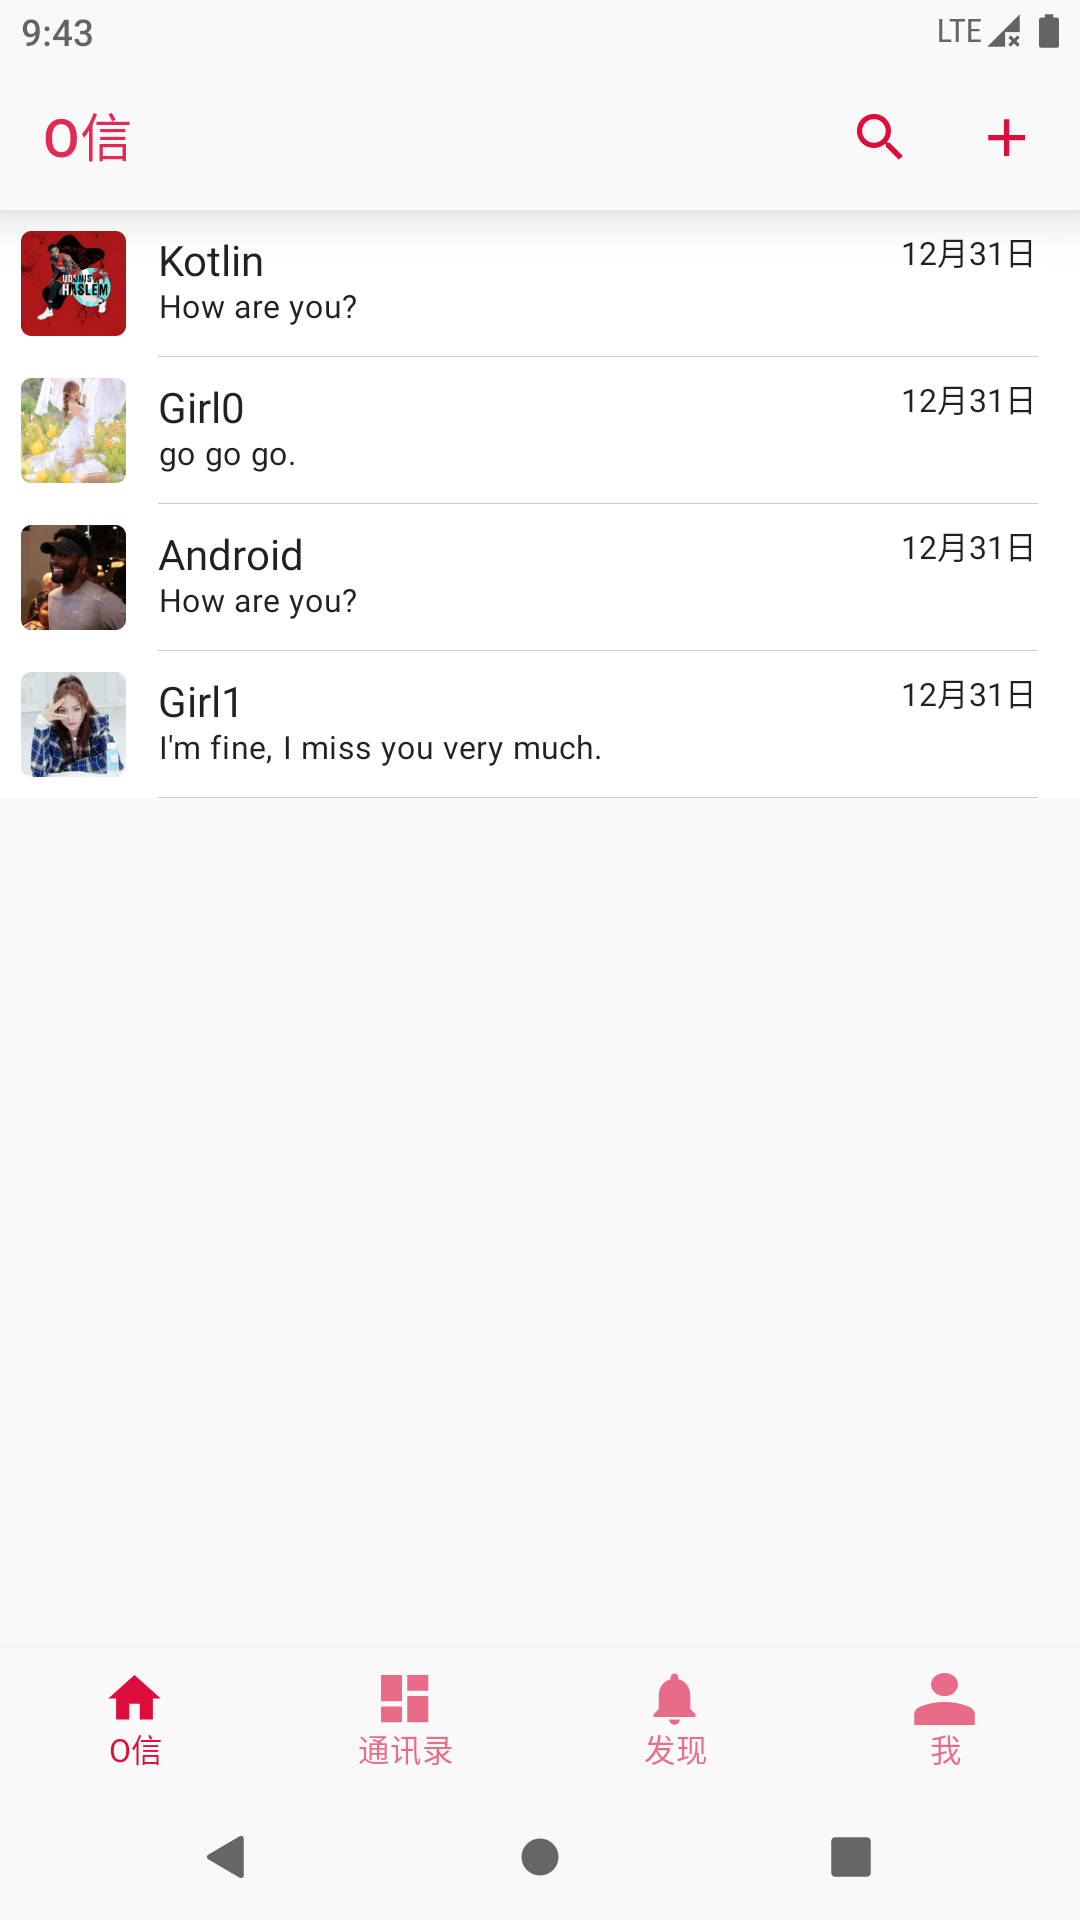 9:43 LTE
O信
Kotlin 12月31日
How are you?
UDONIS
HASLEM
Girl0 12月31日
go go go.
Android 12月31日
How are you?
Girl1 12月31日
I'm fine, I miss you very much.
O信 通讯录 发现 我